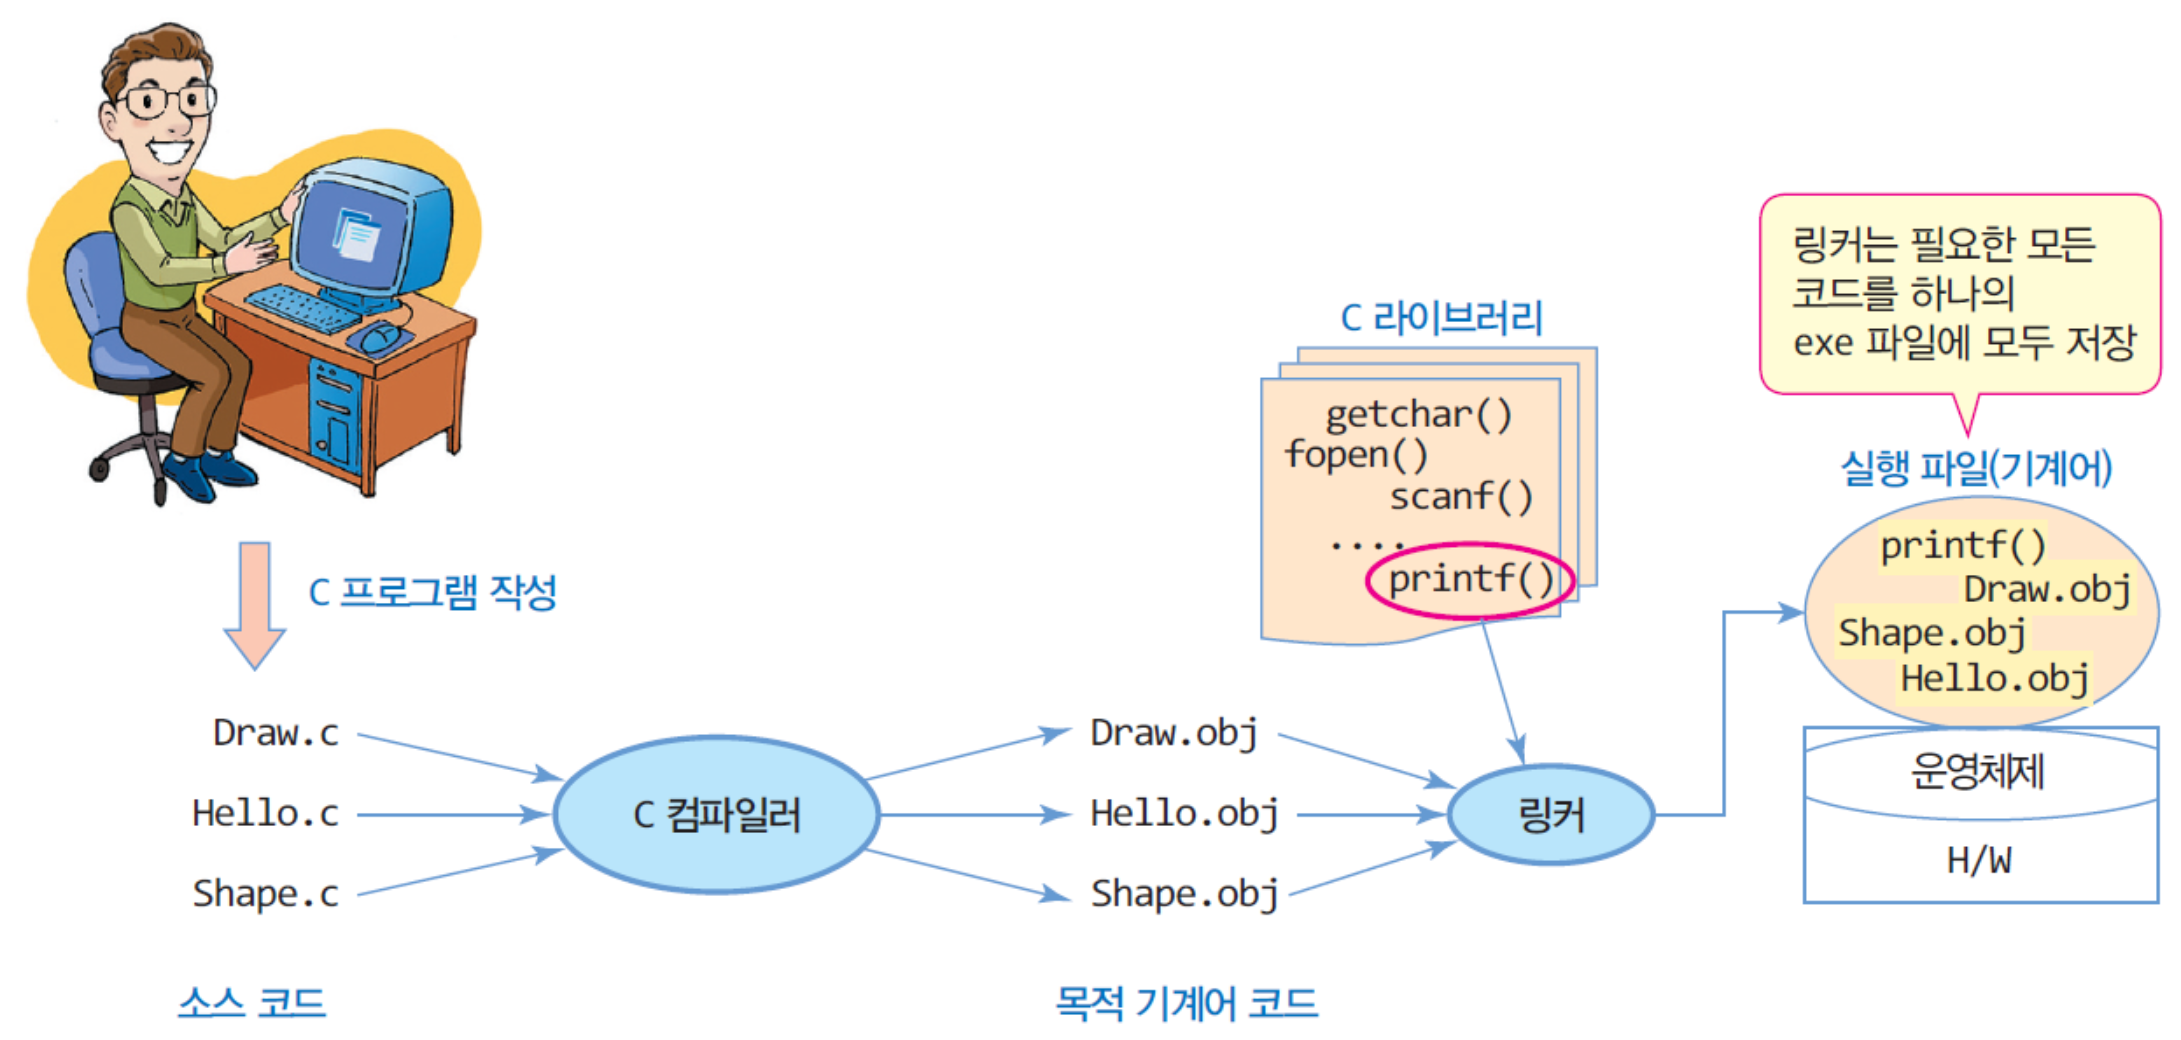 링커는 필요한 모든
코드를 하나의
exe 파일에 모두 저장
C 라이브러리
getchar()
fopen()
scanf()
....
printf()
실행 파일(기계어)
printf()
Draw.obj
Shape.obj
Hello.obj
운영체제
H/W
C 프로그램 작성
Draw.c
Hello.c
Shape.c
C 컴파일러
Draw.obj
Hello.obj
Shape.obj
링커
소스 코드
목적 기계어 코드